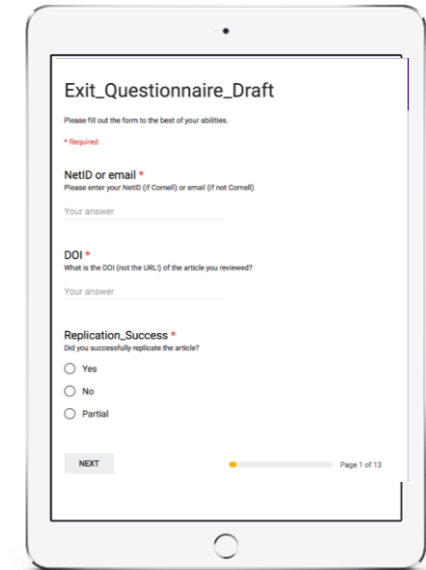 Exit_Questionnaire_Draft
Please fill out the form to the best of your abilities.
* Required
NetID or email *
Please enter your NetID (if Cornell) or email (if not Cornell)
Your answer
DOI *
What is the DOI (not the URL!) of the article you reviewed?
Your answer
Replication_Success *
Did you successfully replicate the article?
Yes
No
Partial
NEXT
Page 1 of 13